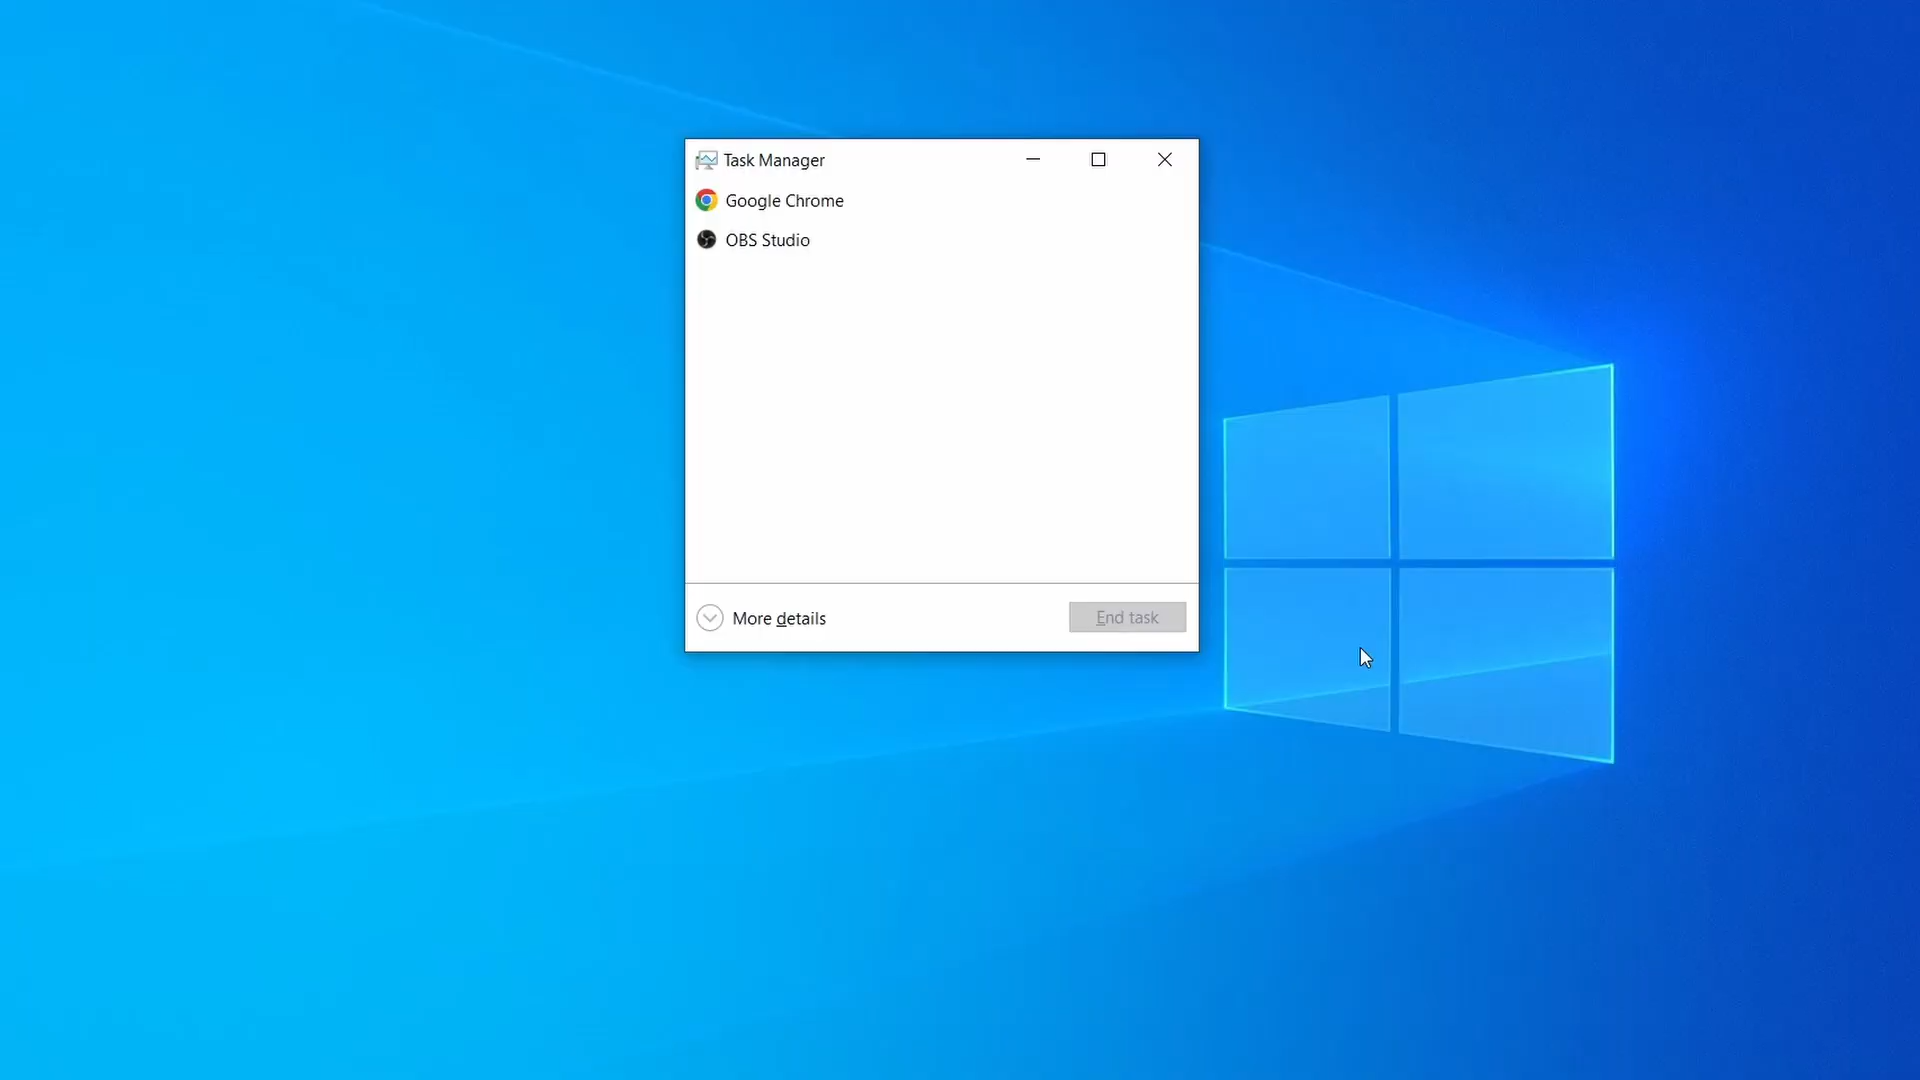 Task Manager
Google Chrome
OBS Studio
More details
End task